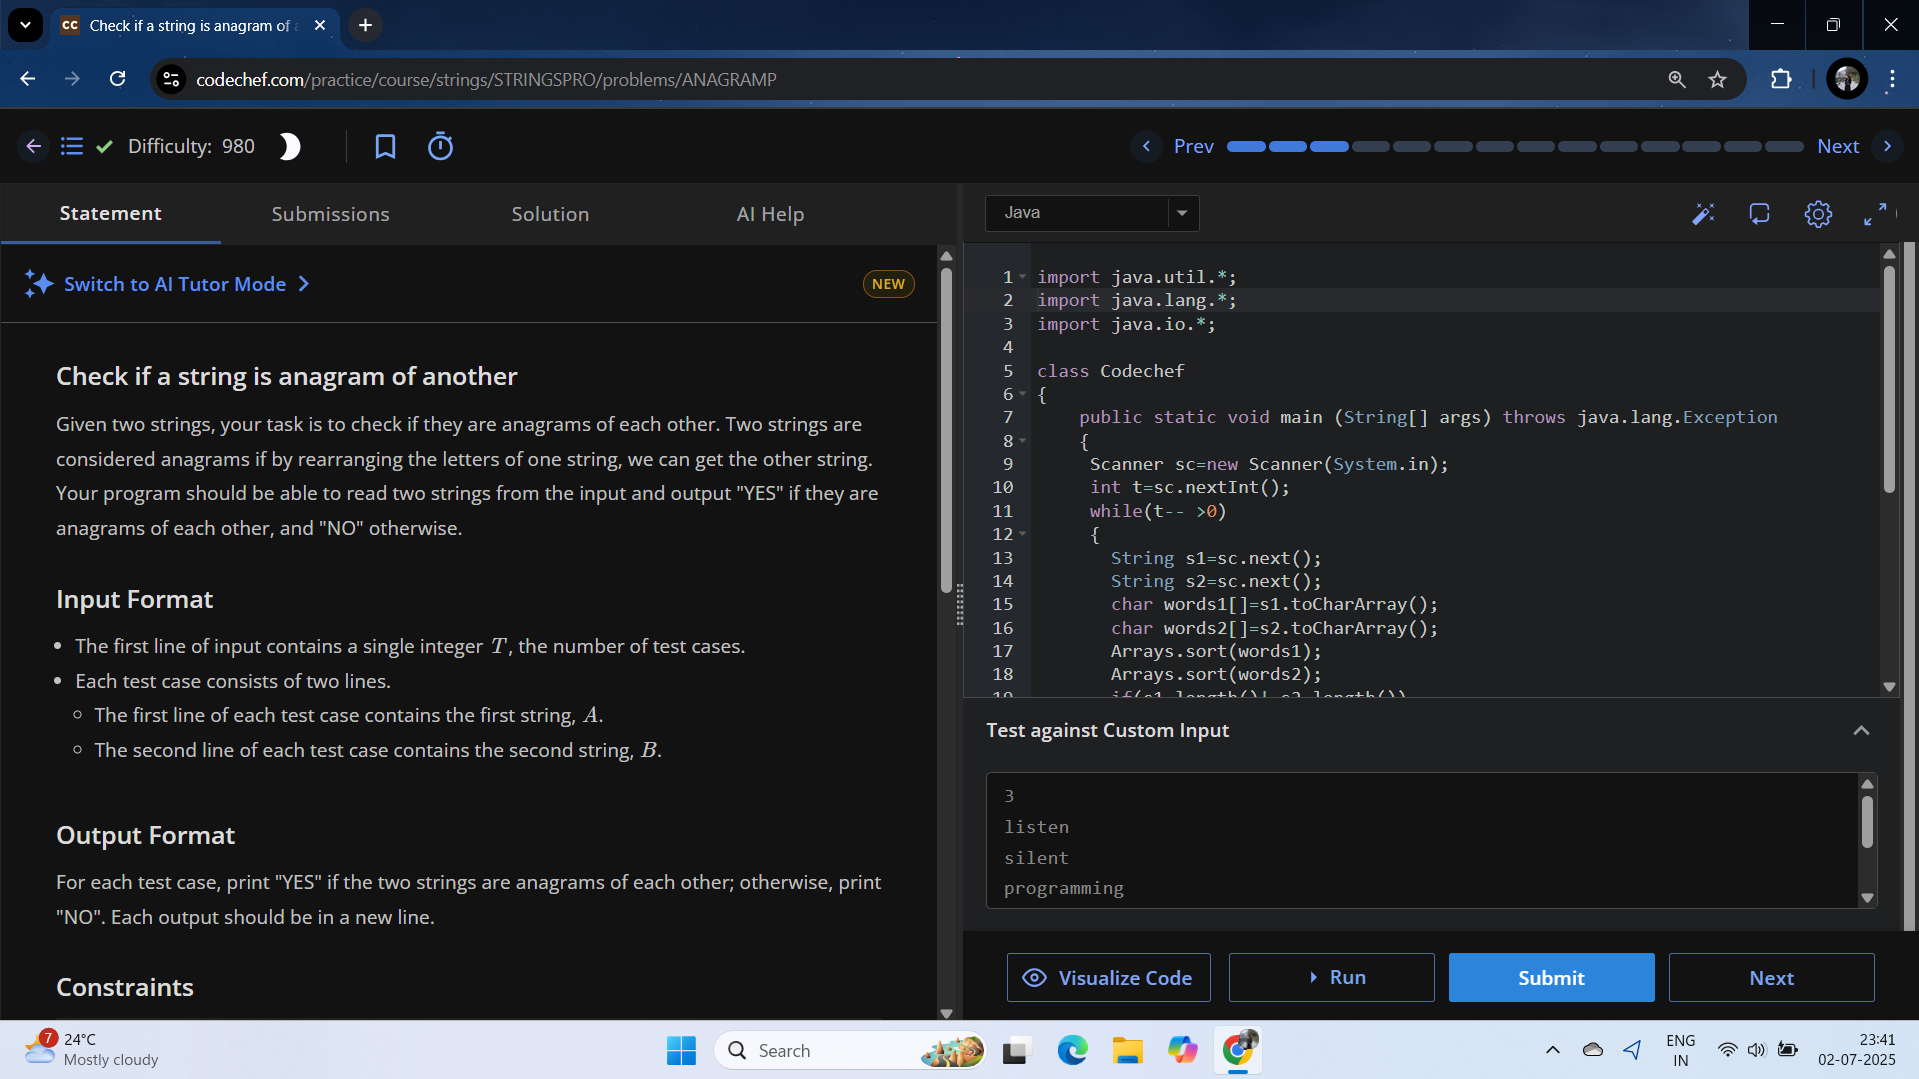 CC Check if a string is anagram of a
codechef.com/practice/course/strings/STRINGSPRO/problems/ANAGRAMP
Difficulty: 980
Prev
Next
Statement
Submissions
Solution
AI Help
Switch to AI Tutor Mode
NEW
Check if a string is anagram of another
Given two strings, your task is to check if they are anagrams of each other. Two strings are
considered anagrams if by rearranging the letters of one string, we can get the other string.
Your program should be able to read two strings from the input and output "YES" if they are
anagrams of each other, and "NO" otherwise.
Input Format
• The first line of input contains a single integer T, the number of test cases.
• Each test case consists of two lines.
○ The first line of each test case contains the first string, A.
○ The second line of each test case contains the second string, B.
Output Format
For each test case, print "YES" if the two strings are anagrams of each other; otherwise, print
"NO". Each output should be in a new line.
Constraints
Java
1 import java.util.*;
2 import java.lang.*;
3 import java.io.*;
4
5 class Codechef
6 {
7 public static void main (String[] args) throws java.lang.Exception
8 {
9 Scanner sc=new Scanner(System.in);
10 int t=sc.nextInt();
11 while(t-- >0)
12 {
13 String s1=sc.next();
14 String s2=sc.next();
15 char words1[]=s1.toCharArray();
16 char words2[]=s2.toCharArray();
17 Arrays.sort(words1);
18 Arrays.sort(words2);
Test against Custom Input
3
listen
silent
programming
Visualize Code
Run
Submit
Next
7
24°C
Mostly cloudy
Search
ENG
IN
23:41
02-07-2025